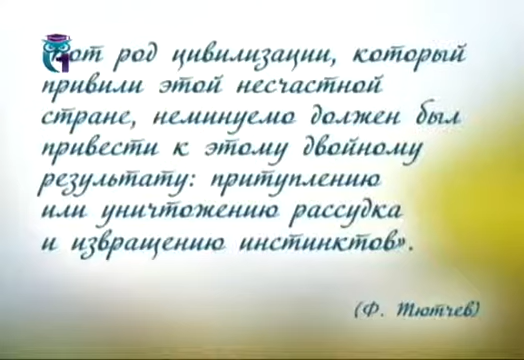 от род цивилизации, который
привили этой несчастной
стране, неминуемо должен был
привести к этому двойному
результату: притуплению
или уничтожению рассудка
и извращению инстинктов».
(Ф. Тютчев)